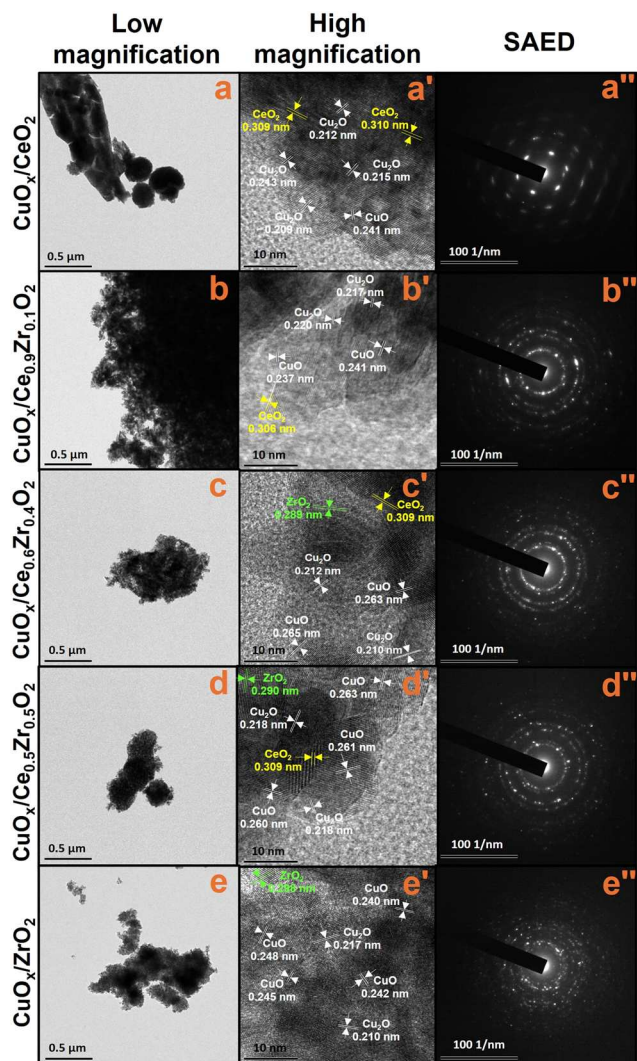 Low magnification
High magnification
SAED
CuOₓ/CeO₂
a
0.5 µm
a'
CeO₂
0.309 nm
Cu₂O
0.212 nm
CeO₂
0.310 nm
Cu₂O
0.213 nm
Cu₂O
0.215 nm
Cu₂O
0.209 nm
CuO
0.241 nm
10 nm
a"
100 1/nm
CuOₓ/Ce₀.₉Zr₀.₁O₂
b
0.5 µm
b'
Cu₂O
0.217 nm
Cu₂O
0.220 nm
CuO
0.237 nm
CuO
0.241 nm
CeO₂
0.306 nm
10 nm
b"
100 1/nm
CuOₓ/Ce₀.₆Zr₀.₄O₂
c
0.5 µm
c'
ZrO₂
0.289 nm
CeO₂
0.309 nm
Cu₂O
0.212 nm
CuO
0.263 nm
CuO
0.265 nm
Cu₂O
0.210 nm
10 nm
c"
100 1/nm
CuOₓ/Ce₀.₅Zr₀.₅O₂
d
0.5 µm
d'
ZrO₂
0.290 nm
CuO
0.263 nm
Cu₂O
0.218 nm
CuO
0.261 nm
CeO₂
0.309 nm
CuO
0.260 nm
Cu₂O
0.218 nm
10 nm
d"
100 1/nm
CuOₓ/ZrO₂
e
0.5 µm
e'
ZrO₂
CuO
0.240 nm
CuO
0.248 nm
Cu₂O
0.217 nm
CuO
0.245 nm
CuO
0.242 nm
Cu₂O
0.210 nm
10 nm
e"
100 1/nm